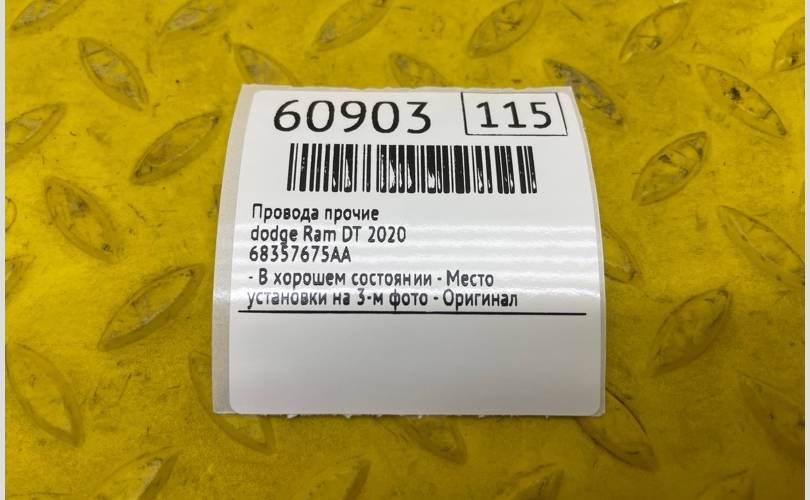 60903 115
Провода прочие
dodge Ram DT 2020
68357675AA
- В хорошем состоянии - Место
установки на 3-м фото - Оригинал